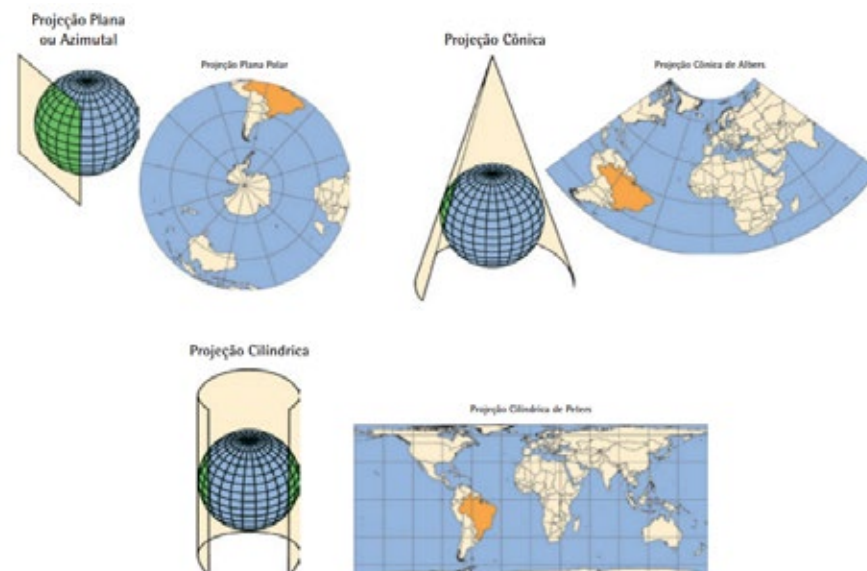 Projeção Plana
ou Azimutal
Projeção Plana Polar
Projeção Cônica
Projeção Cônica de Albers
Projeção Cilíndrica
Projeção Cilíndrica de Peters